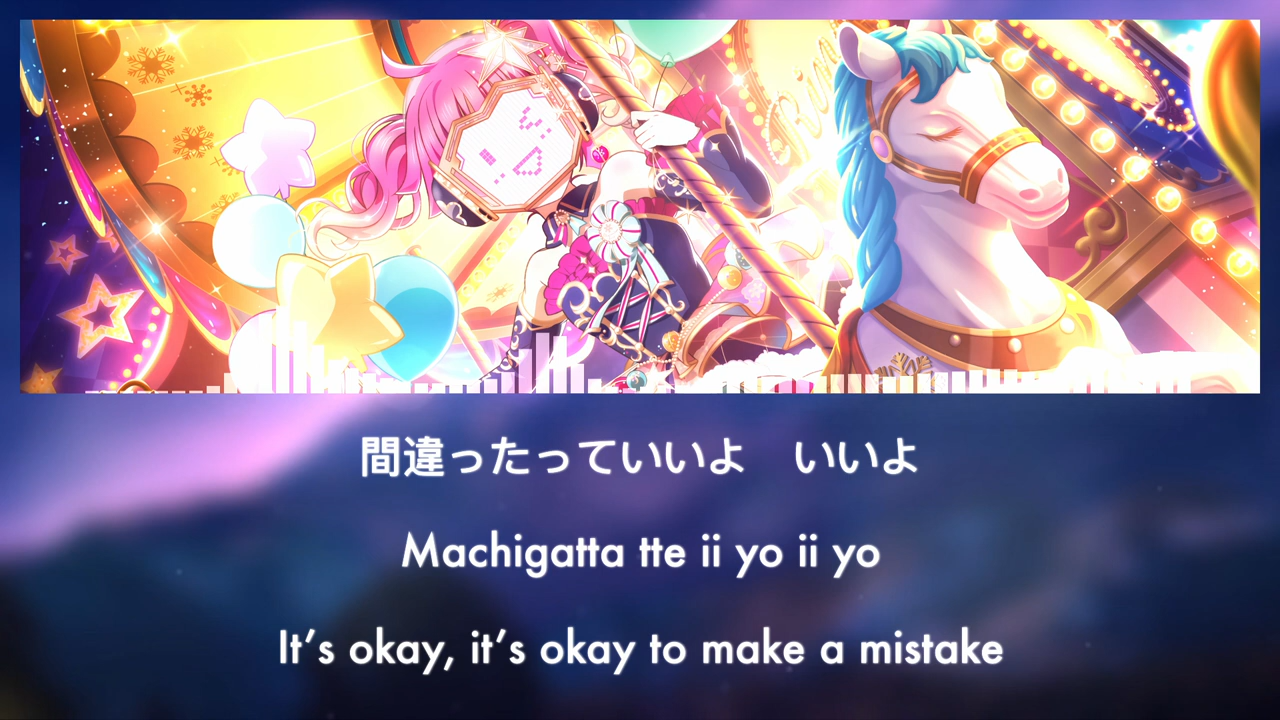 間違ったっていいよ　いいよ
Machigatta tte ii yo ii yo
It's okay, it's okay to make a mistake